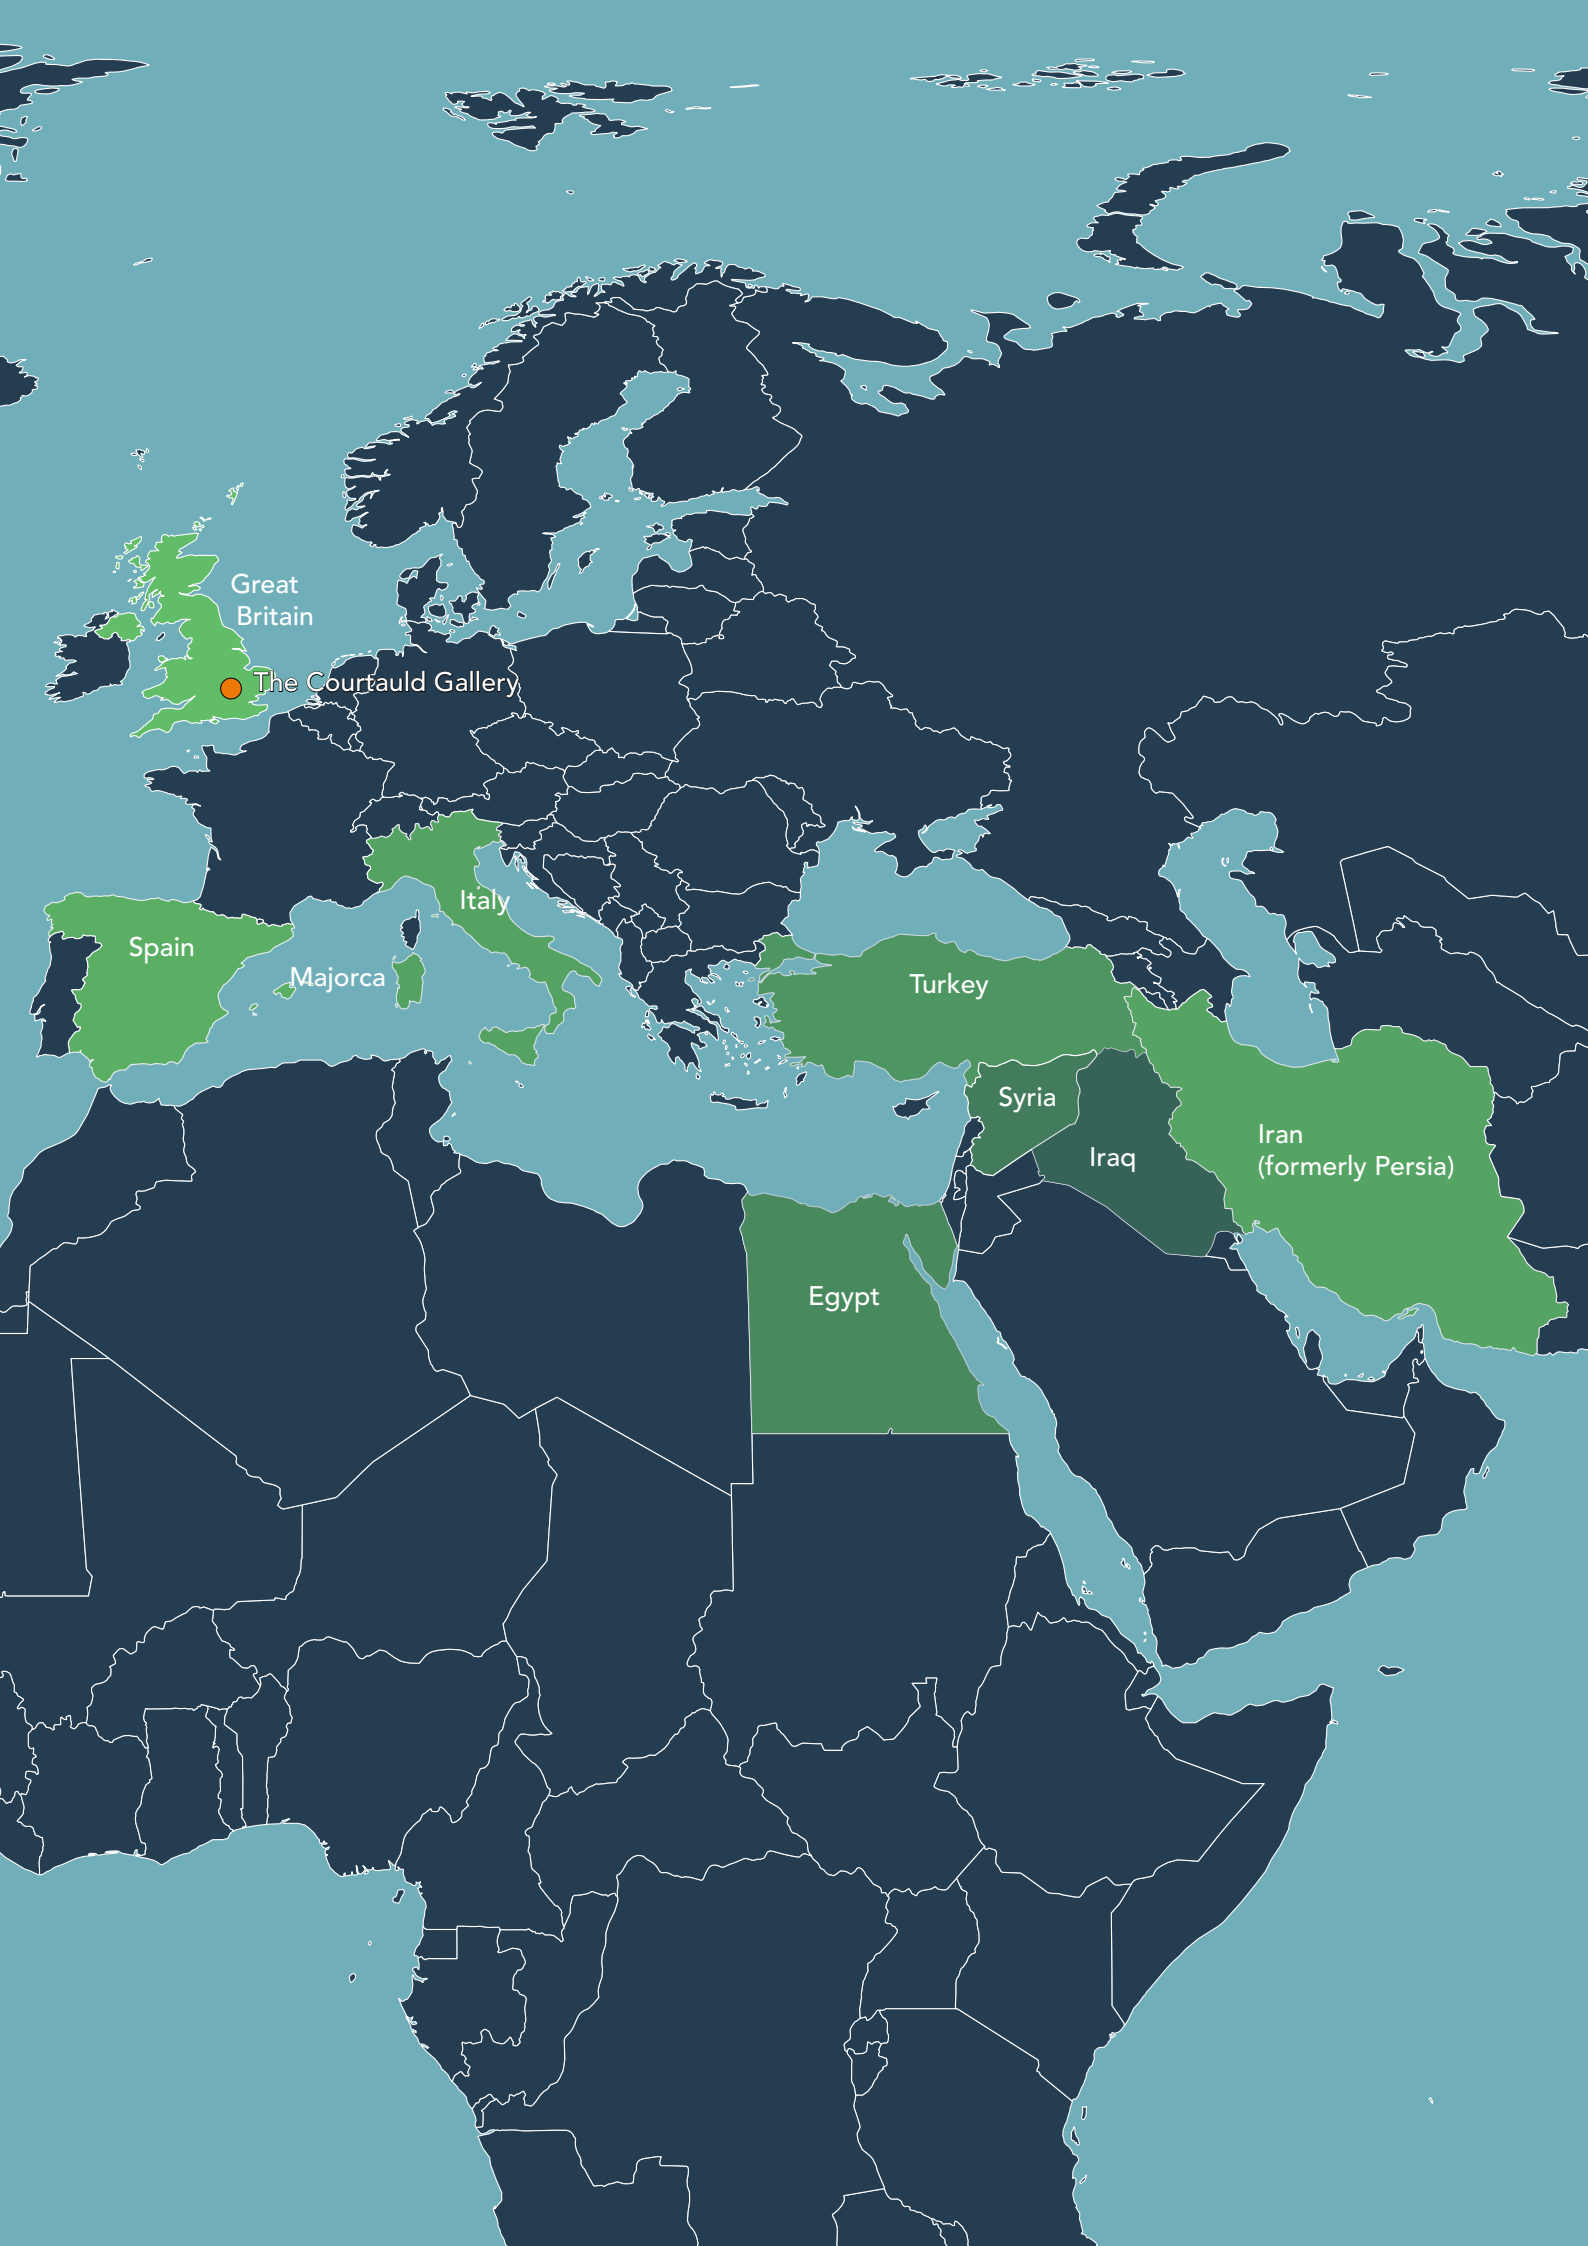 Great
Britain
The Courtauld Gallery
Italy
Spain
Majorca
Turkey
Syria
Iraq
Iran
(formerly Persia)
Egypt